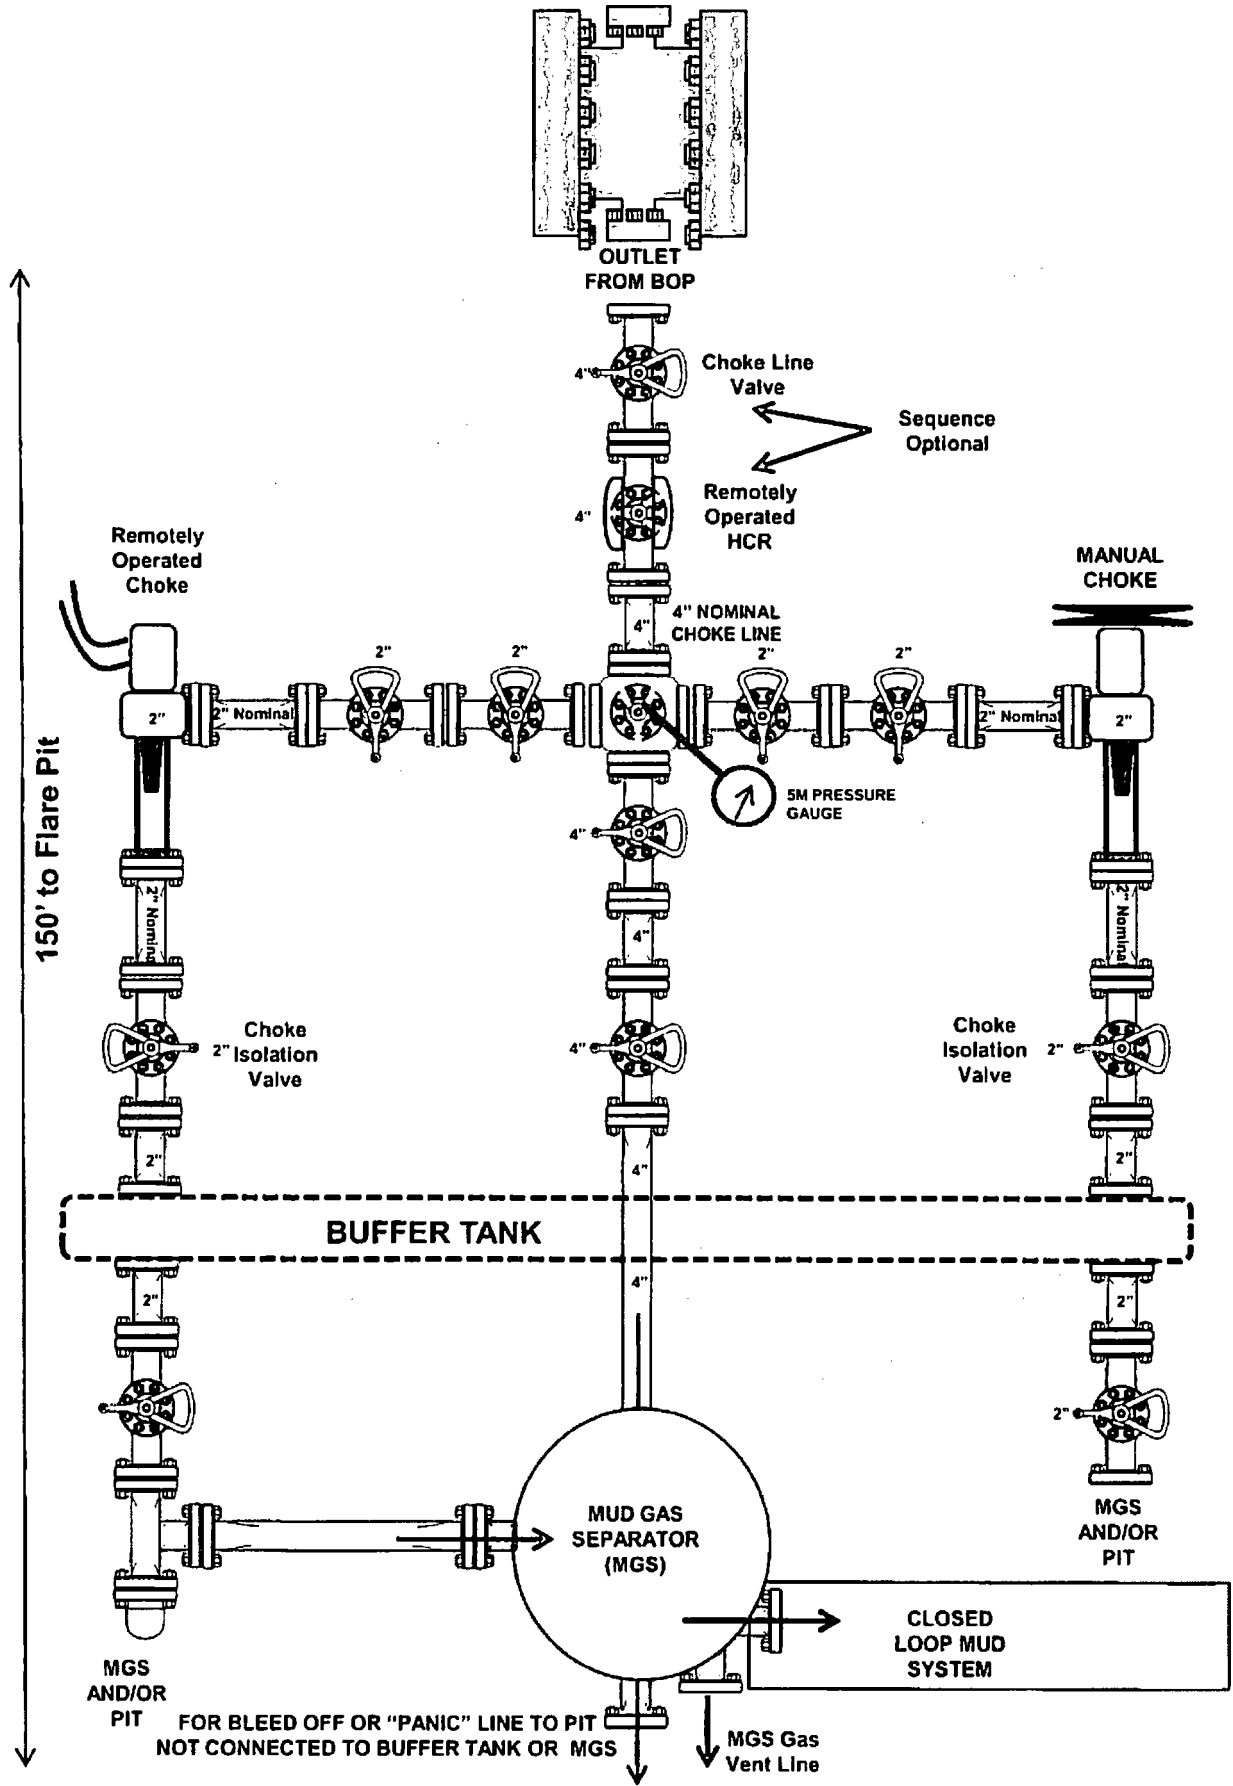 OUTLET
FROM BOP
4"
Choke Line
Valve
Sequence
Optional
4"
Remotely
Operated
HCR
Remotely
Operated
Choke
MANUAL
CHOKE
4"
4" NOMINAL
CHOKE LINE
2"
2"
2"
2"
2"
2" Nominal
2" Nominal
2"
5M PRESSURE
GAUGE
4"
150' to Flare Pit
2" Nominal
4"
2" Nominal
Choke
2" Isolation
Valve
4"
Choke
Isolation 2"
Valve
2"
4"
2"
BUFFER TANK
2"
4"
2"
2"
MUD GAS
SEPARATOR
(MGS)
MGS
AND/OR
PIT
CLOSED
LOOP MUD
SYSTEM
MGS
AND/OR
PIT
FOR BLEED OFF OR "PANIC" LINE TO PIT
NOT CONNECTED TO BUFFER TANK OR MGS
MGS Gas
Vent Line